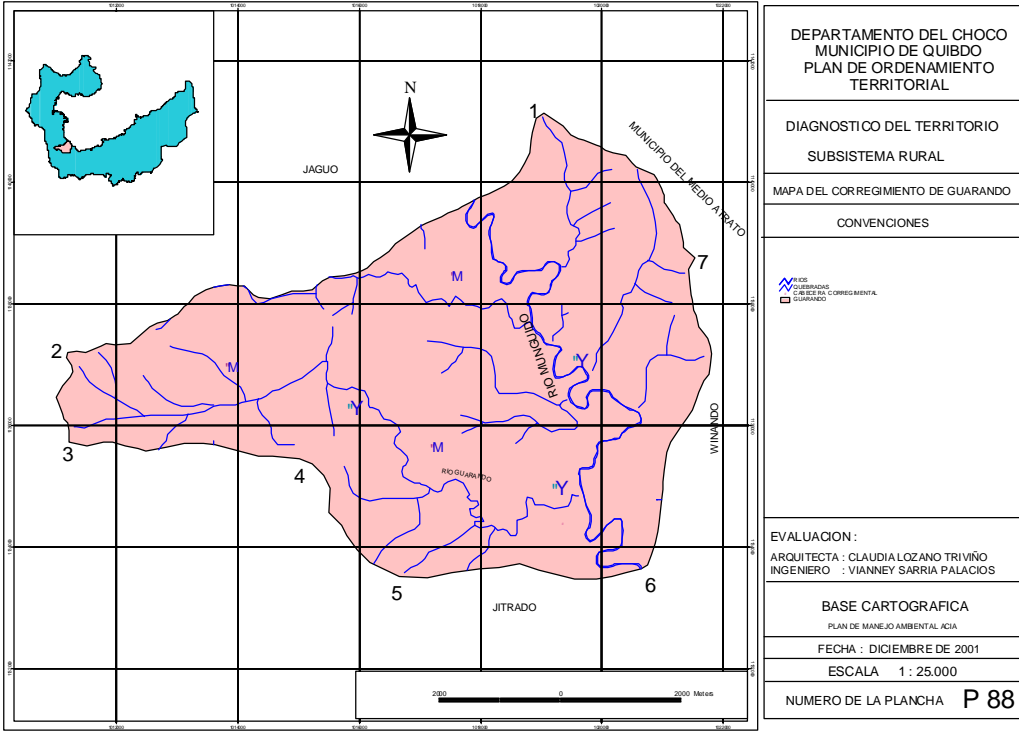 DEPARTAMENTO DEL CHOCO
MUNICIPIO DE QUIBDO
PLAN DE ORDENAMIENTO
TERRITORIAL
DIAGNOSTICO DEL TERRITORIO
SUBSISTEMA RURAL
MAPA DEL CORREGIMIENTO DE GUARANDO
CONVENCIONES
RIOS
QUEBRADAS
CABECERA CORREGIMENTAL
GUARANDO
EVALUACION :
ARQUITECTA : CLAUDIA LOZANO TRIVIÑO
INGENIERO : VIANNEY SARRIA PALACIOS
BASE CARTOGRAFICA
PLAN DE MANEJO AMBIENTAL ACIA
FECHA : DICIEMBRE DE 2001
ESCALA 1 : 25.000
NUMERO DE LA PLANCHA P 88
N
1
MUNICIPIO DEL MEDIO ATRATO
JAGUO
7
"M
RIO MUNGUIDO
2
"M
"Y
"Y
WINANDO
3
"M
4
RIO GUARANDO
"Y
5
6
JITRADO
2000 0 2000 Meters